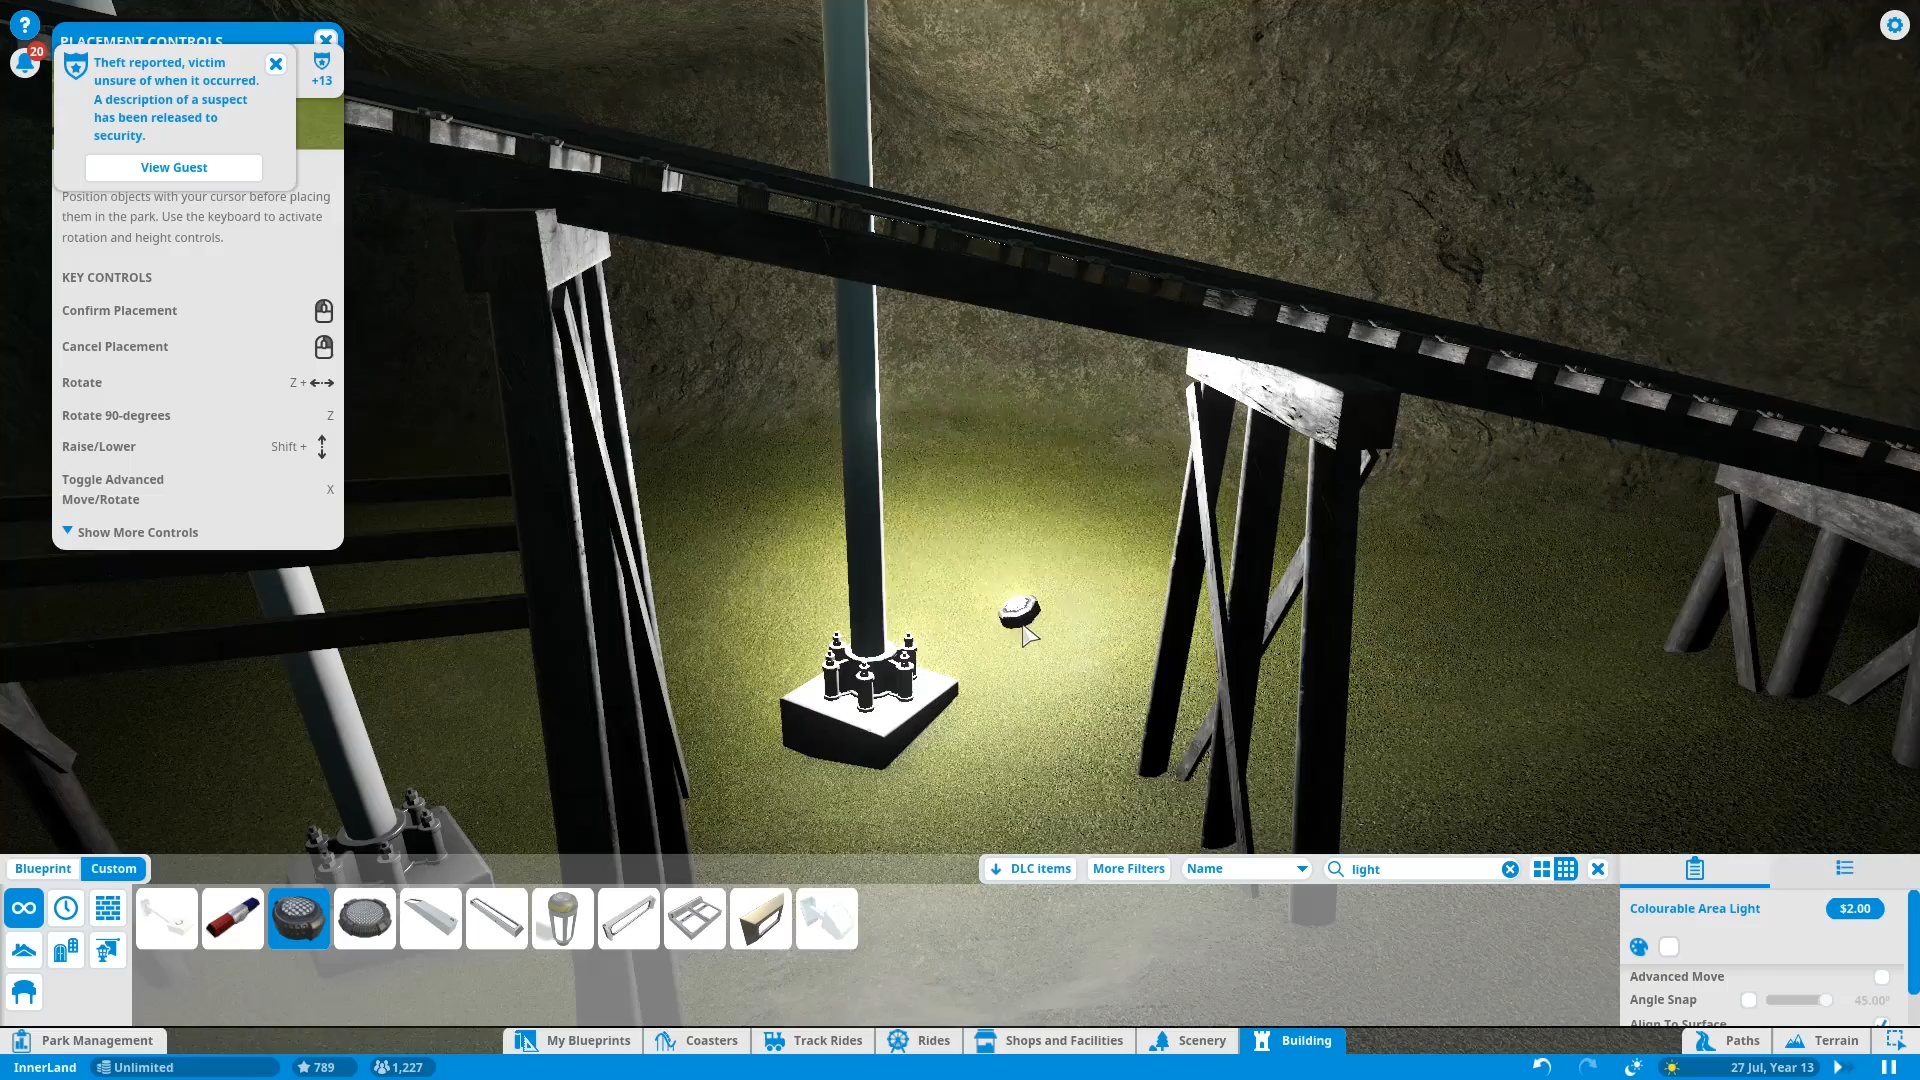 ?
PLACEMENT CONTROLS
20
Theft reported, victim
unsure of when it occurred.
A description of a suspect
has been released to
security.
+13
View Guest
Position objects with your cursor before placing
them in the park. Use the keyboard to activate
rotation and height controls.
KEY CONTROLS
Confirm Placement
Cancel Placement
Rotate Z +
Rotate 90-degrees Z
Raise/Lower Shift +
Toggle Advanced
Move/Rotate X
Show More Controls
Blueprint Custom
DLC items More Filters Name light
Colourable Area Light $2.00
Advanced Move
Angle Snap 45.00°
Align To Surface
Park Management My Blueprints Coasters Track Rides Rides Shops and Facilities Scenery Building Paths Terrain
InnerLand Unlimited 789 1,227 27 Jul, Year 13